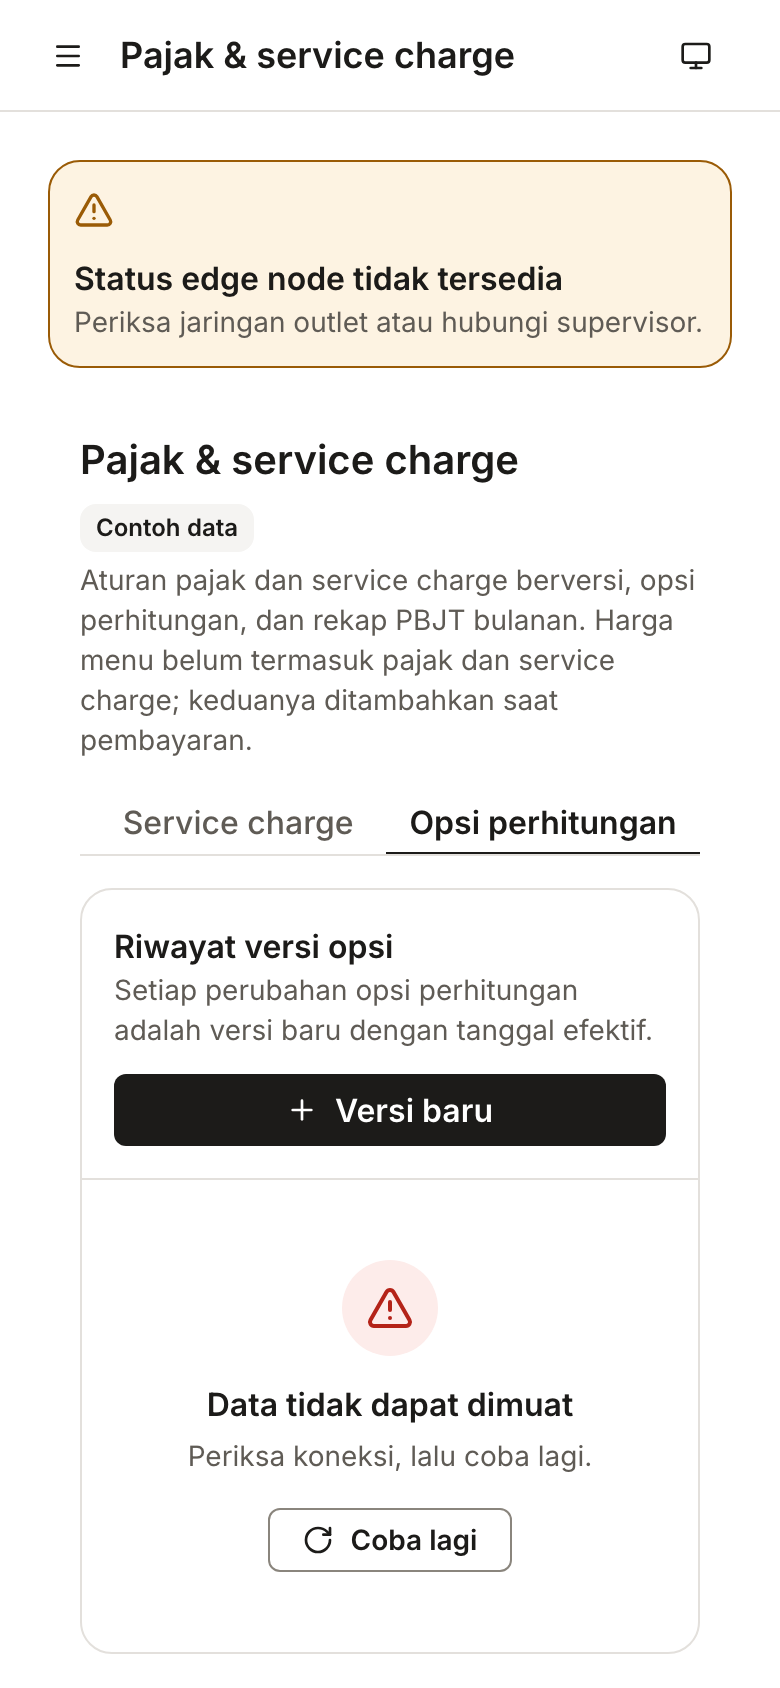 Pajak & service charge
Status edge node tidak tersedia
Periksa jaringan outlet atau hubungi supervisor.
Pajak & service charge
Contoh data
Aturan pajak dan service charge berversi, opsi
perhitungan, dan rekap PBJT bulanan. Harga
menu belum termasuk pajak dan service
charge; keduanya ditambahkan saat
pembayaran.
Service charge
Opsi perhitungan
Riwayat versi opsi
Setiap perubahan opsi perhitungan
adalah versi baru dengan tanggal efektif.
Versi baru
Data tidak dapat dimuat
Periksa koneksi, lalu coba lagi.
Coba lagi